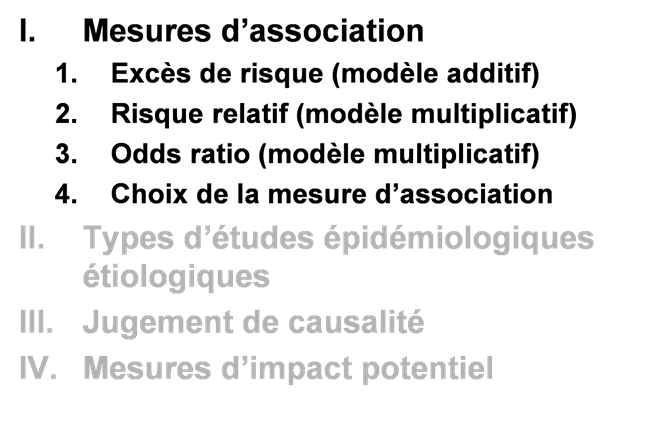 I. Mesures d’association
1. Excès de risque (modèle additif)
2. Risque relatif (modèle multiplicatif)
3. Odds ratio (modèle multiplicatif)
4. Choix de la mesure d’association
II. Types d’études épidémiologiques
étiologiques
III. Jugement de causalité
IV. Mesures d’impact potentiel